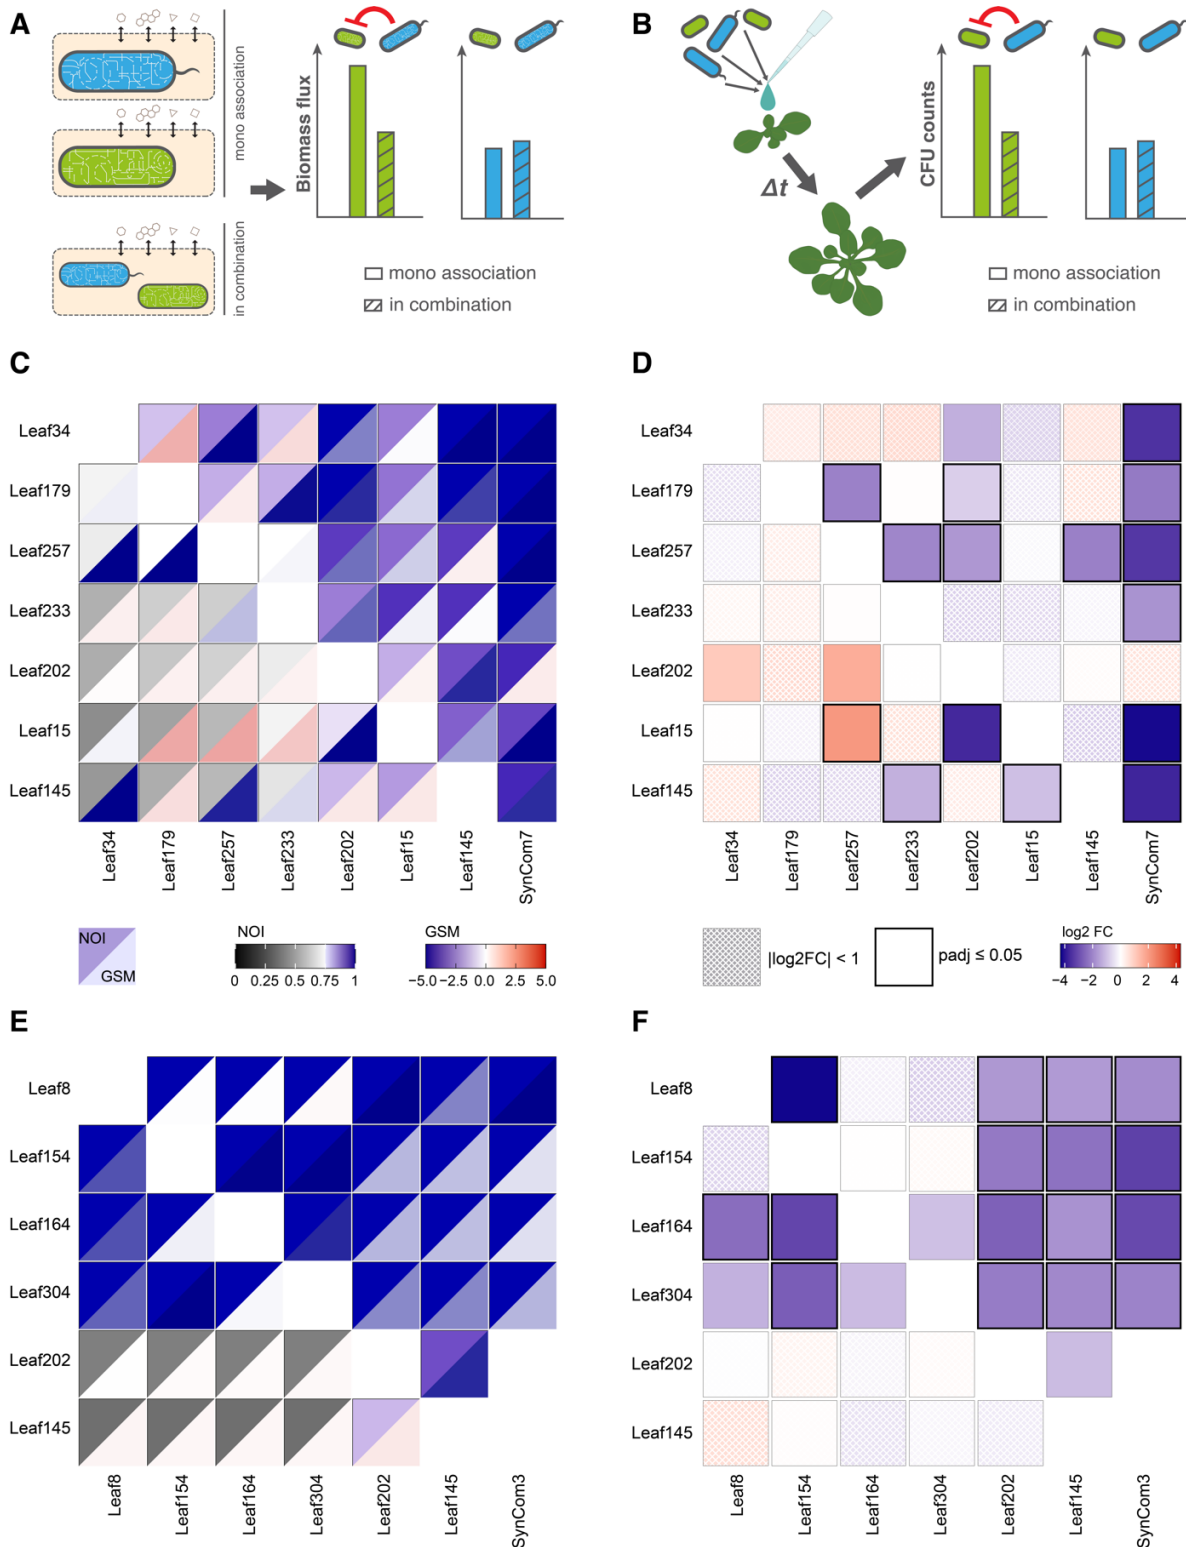 A
mono association
in combination
Biomass flux
mono association
in combination
B
Δt
CFU counts
mono association
in combination
C
Leaf34
Leaf179
Leaf257
Leaf233
Leaf202
Leaf15
Leaf145
Leaf34
Leaf179
Leaf257
Leaf233
Leaf202
Leaf15
Leaf145
SynCom7
NOI
GSM
NOI
0 0.25 0.5 0.75 1
GSM
−5.0 −2.5 0.0 2.5 5.0
D
Leaf34
Leaf179
Leaf257
Leaf233
Leaf202
Leaf15
Leaf145
Leaf34
Leaf179
Leaf257
Leaf233
Leaf202
Leaf15
Leaf145
SynCom7
|log2FC| < 1
padj ≤ 0.05
log2 FC
−4 −2 0 2 4
E
Leaf8
Leaf154
Leaf164
Leaf304
Leaf202
Leaf145
Leaf8
Leaf154
Leaf164
Leaf304
Leaf202
Leaf145
SynCom3
F
Leaf8
Leaf154
Leaf164
Leaf304
Leaf202
Leaf145
Leaf8
Leaf154
Leaf164
Leaf304
Leaf202
Leaf145
SynCom3